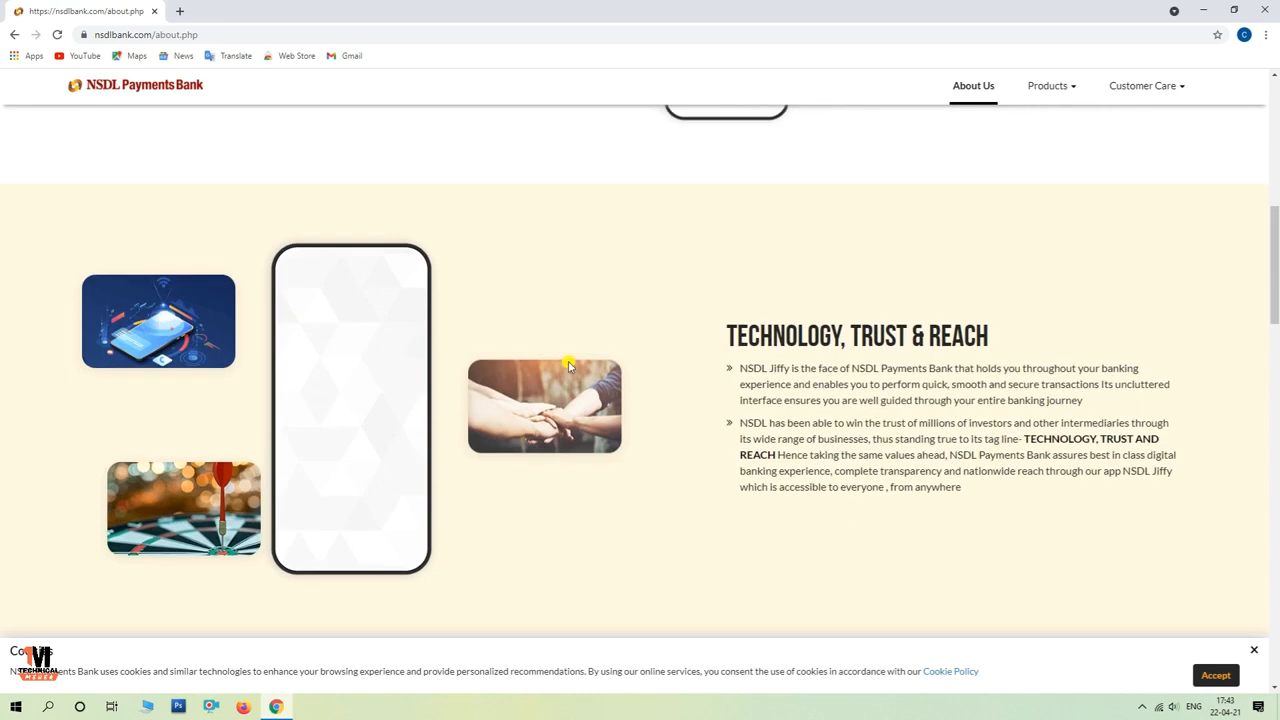 https://nsdlbank.com/about.php
nsdlbank.com/about.php
C
Apps YouTube Maps News Translate Web Store Gmail
NSDL Payments Bank
About Us Products Customer Care
TECHNOLOGY, TRUST & REACH
» NSDL Jiffy is the face of NSDL Payments Bank that holds you throughout your banking
experience and enables you to perform quick, smooth and secure transactions Its uncluttered
interface ensures you are well guided through your entire banking journey
» NSDL has been able to win the trust of millions of investors and other intermediaries through
its wide range of businesses, thus standing true to its tag line- TECHNOLOGY, TRUST AND
REACH Hence taking the same values ahead, NSDL Payments Bank assures best in class digital
banking experience, complete transparency and nationwide reach through our app NSDL Jiffy
which is accessible to everyone , from anywhere
TECHNICAL
Bank uses cookies and similar technologies to enhance your browsing experience and provide personalized recommendations. By using our online services, you consent the use of cookies in accordance with our Cookie Policy
Accept
Ps
ENG
17:43
22-04-21